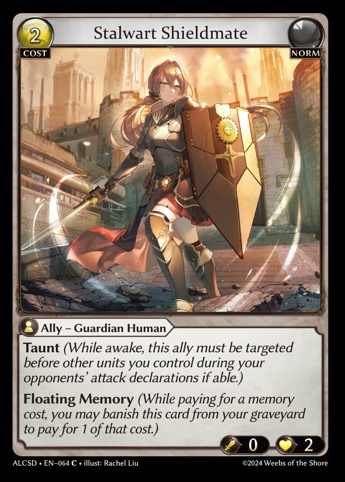 2
Stalwart Shieldmate
COST
NORM
Ally – Guardian Human
Taunt (While awake, this ally must be targeted
before other units you control during your
opponents' attack declarations if able.)
Floating Memory (While paying for a memory
cost, you may banish this card from your graveyard
to pay for 1 of that cost.)
0
2
ALCSD • EN-064 C • illust: Rachel Liu
©2024 Weebs of the Shore